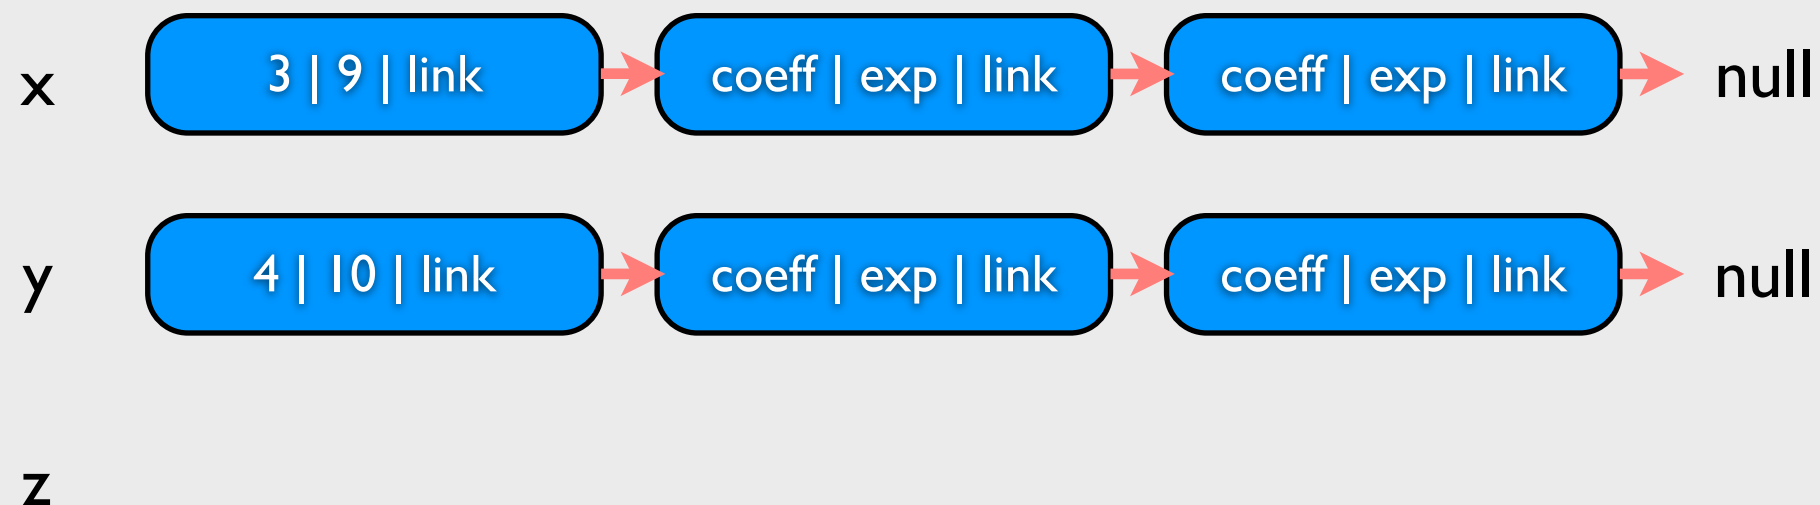 x 3 | 9 | link coeff | exp | link coeff | exp | link null
y 4 | 10 | link coeff | exp | link coeff | exp | link null
z